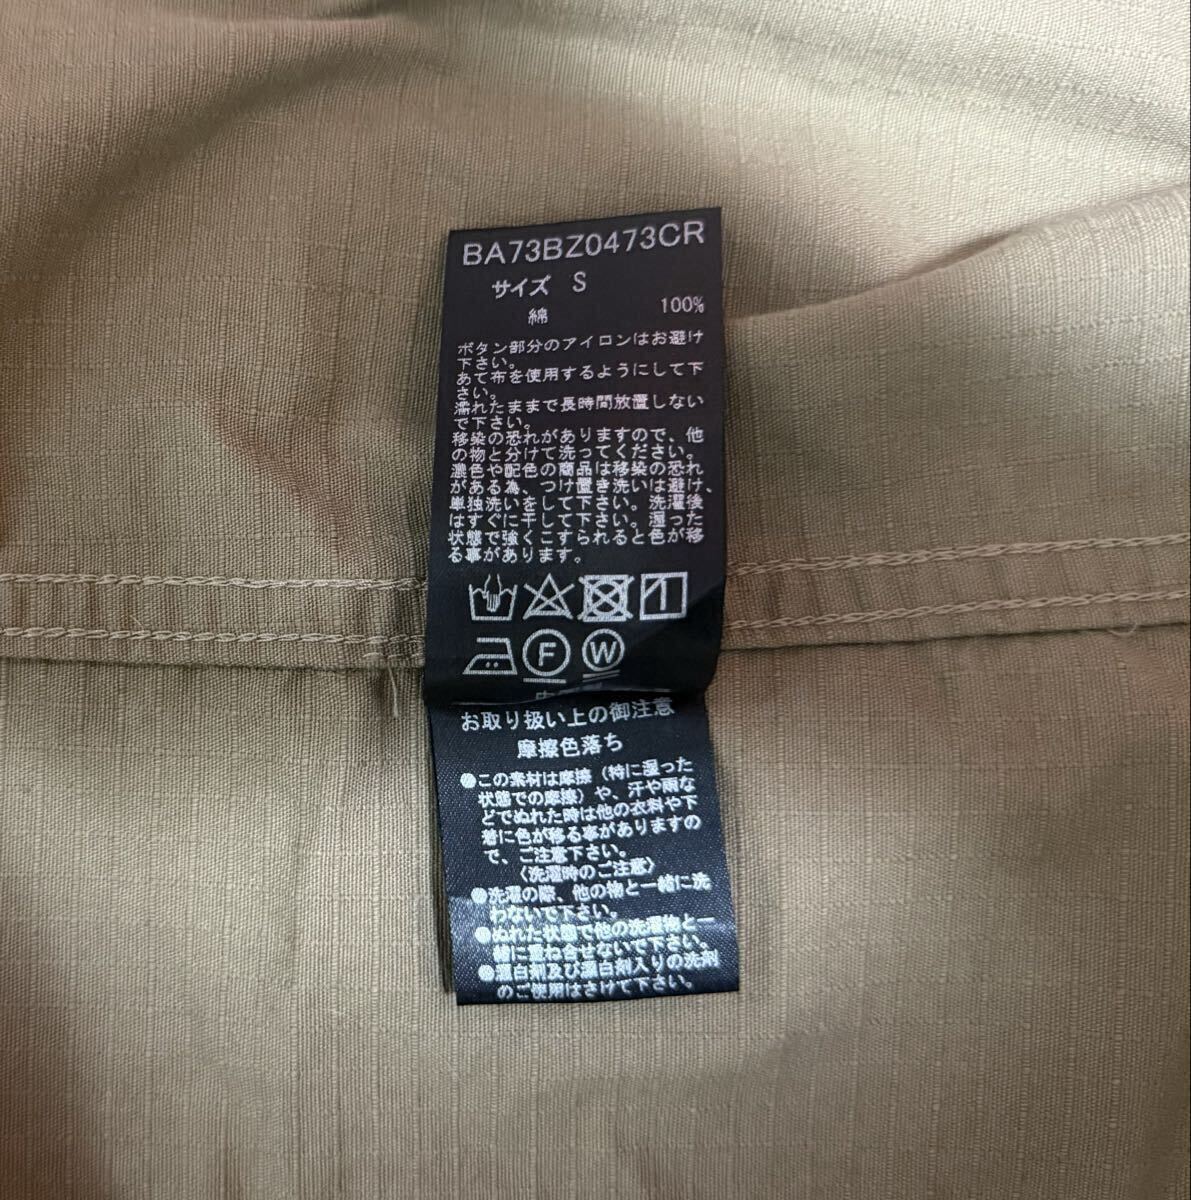 BA73BZ0473CR
サイズ S
綿 100%
ボタン部分のアイロンはお避け
下さい。
あて布を使用するようにして下
さい。
濡れたままで長時間放置しない
で下さい。
移染の恐れがありますので、他
の物と分けて洗ってください。
濃色や配色の商品は移染の恐れ
がある為、つけ置き洗いは避け、
単独洗いをして下さい。洗濯後
はすぐに干して下さい。湿った
状態で強くこすられると色が移
る事があります。
F W
お取り扱い上の御注意
摩擦色落ち
●この素材は摩擦（特に湿った
状態での摩擦）や、汗や雨な
どでぬれた時は他の衣料や下
着に色が移る事がありますの
で、ご注意下さい。
〈洗濯時のご注意〉
●洗濯の際、他の物と一緒に洗
わないで下さい。
●ぬれた状態で他の洗濯物と一
緒に重ね合せないで下さい。
●漂白剤及び漂白剤入りの洗剤
のご使用はさけて下さい。